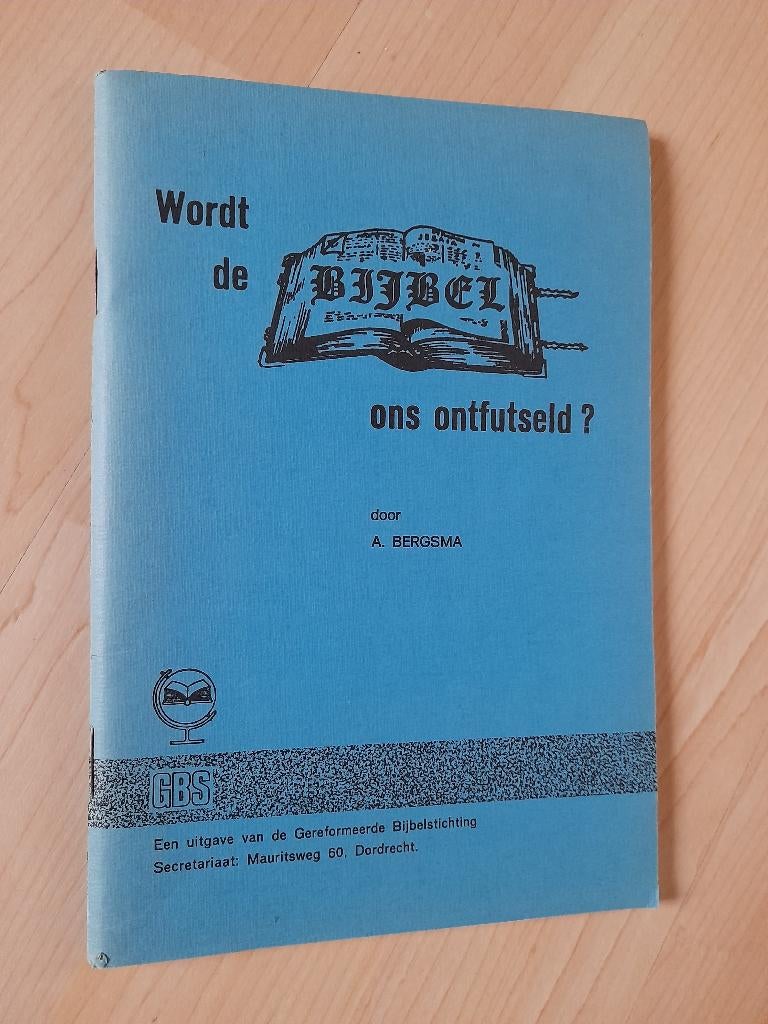 Wordt
de BIJBEL
ons ontfutseld?
door
A. BERGSMA
GBS
Een uitgave van de Gereformeerde Bijbelstichting
Secretariaat: Mauritsweg 60, Dordrecht.